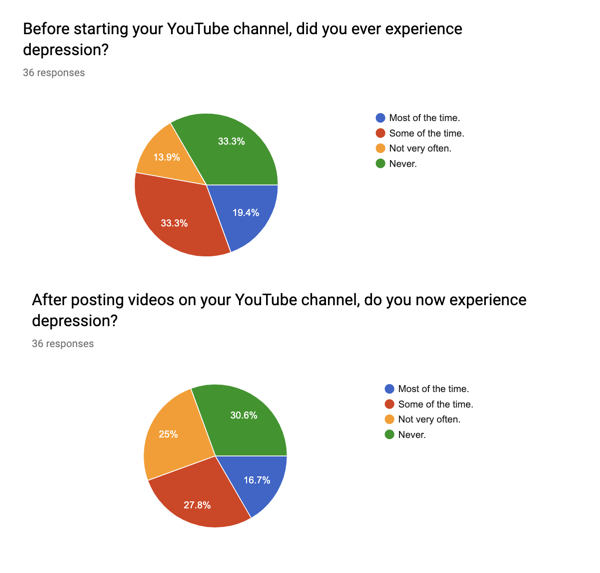 Before starting your YouTube channel, did you ever experience
depression?
36 responses
Most of the time.
Some of the time.
Not very often.
Never.
33.3%
13.9%
19.4%
33.3%
After posting videos on your YouTube channel, do you now experience
depression?
36 responses
Most of the time.
Some of the time.
Not very often.
Never.
30.6%
25%
16.7%
27.8%